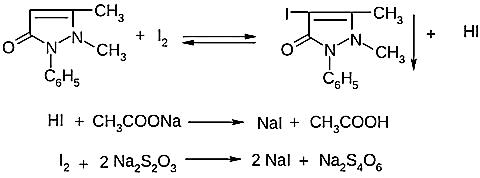 CH₃ I CH₃
O N N CH₃ + I₂ O N N CH₃ + HI
C₆H₅ C₆H₅
HI + CH₃COONa NaI + CH₃COOH
I₂ + 2 Na₂S₂O₃ 2 NaI + Na₂S₄O₆